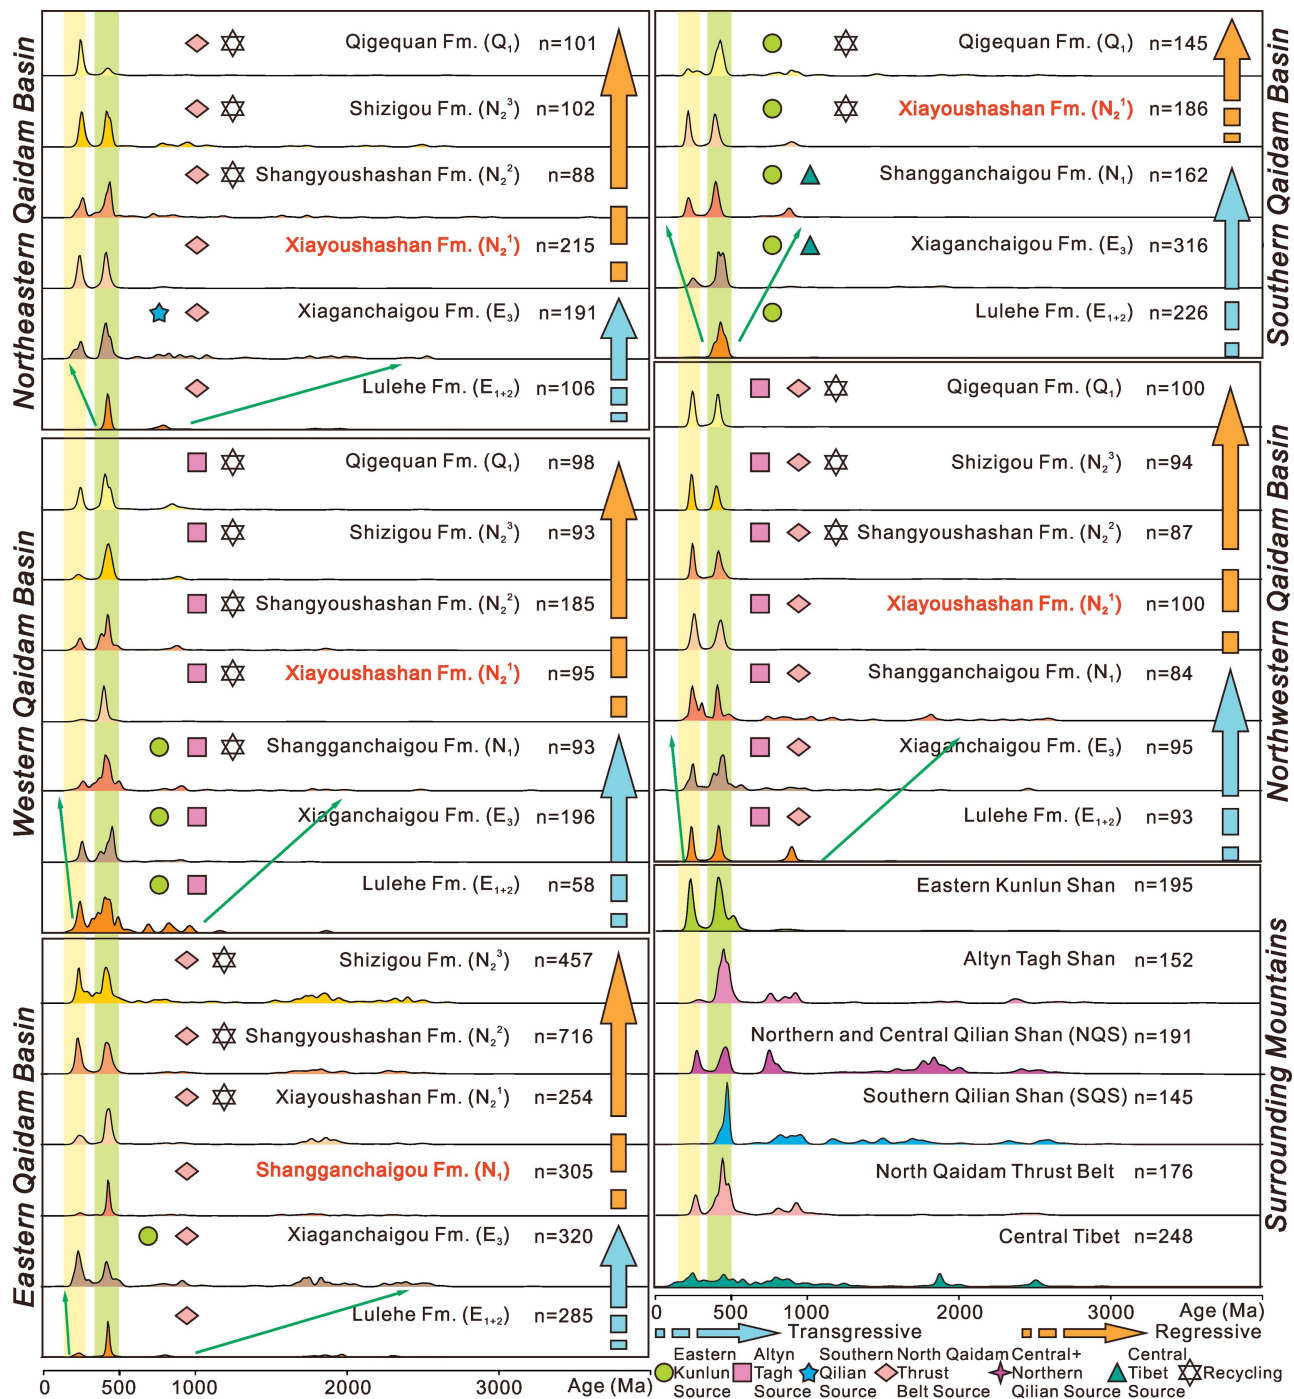 Northeastern Qaidam Basin
Qigequan Fm. (Q₁) n=101
Shizigou Fm. (N₂³) n=102
Shangyoushashan Fm. (N₂²) n=88
Xiayoushashan Fm. (N₂¹) n=215
Xiaganchaigou Fm. (E₃) n=191
Lulehe Fm. (E₁₊₂) n=106
Western Qaidam Basin
Qigequan Fm. (Q₁) n=98
Shizigou Fm. (N₂³) n=93
Shangyoushashan Fm. (N₂²) n=185
Xiayoushashan Fm. (N₂¹) n=95
Shangganchaigou Fm. (N₁) n=93
Xiaganchaigou Fm. (E₃) n=196
Lulehe Fm. (E₁₊₂) n=58
Eastern Qaidam Basin
Shizigou Fm. (N₂³) n=457
Shangyoushashan Fm. (N₂²) n=716
Xiayoushashan Fm. (N₂¹) n=254
Shangganchaigou Fm. (N₁) n=305
Xiaganchaigou Fm. (E₃) n=320
Lulehe Fm. (E₁₊₂) n=285
0 500 1000 2000 3000 Age (Ma)
Southern Qaidam Basin
Qigequan Fm. (Q₁) n=145
Xiayoushashan Fm. (N₂¹) n=186
Shangganchaigou Fm. (N₁) n=162
Xiaganchaigou Fm. (E₃) n=316
Lulehe Fm. (E₁₊₂) n=226
Northwestern Qaidam Basin
Qigequan Fm. (Q₁) n=100
Shizigou Fm. (N₂³) n=94
Shangyoushashan Fm. (N₂²) n=87
Xiayoushashan Fm. (N₂¹) n=100
Shangganchaigou Fm. (N₁) n=84
Xiaganchaigou Fm. (E₃) n=95
Lulehe Fm. (E₁₊₂) n=93
Surrounding Mountains
Eastern Kunlun Shan n=195
Altyn Tagh Shan n=152
Northern and Central Qilian Shan (NQS) n=191
Southern Qilian Shan (SQS) n=145
North Qaidam Thrust Belt n=176
Central Tibet n=248
0 500 1000 2000 3000 Age (Ma)
Transgressive Regressive
Eastern Altyn Southern North Qaidam Central+ Central
Kunlun Tagh Qilian Thrust Northern Tibet Recycling
Source Source Source Belt Source Qilian Source Source